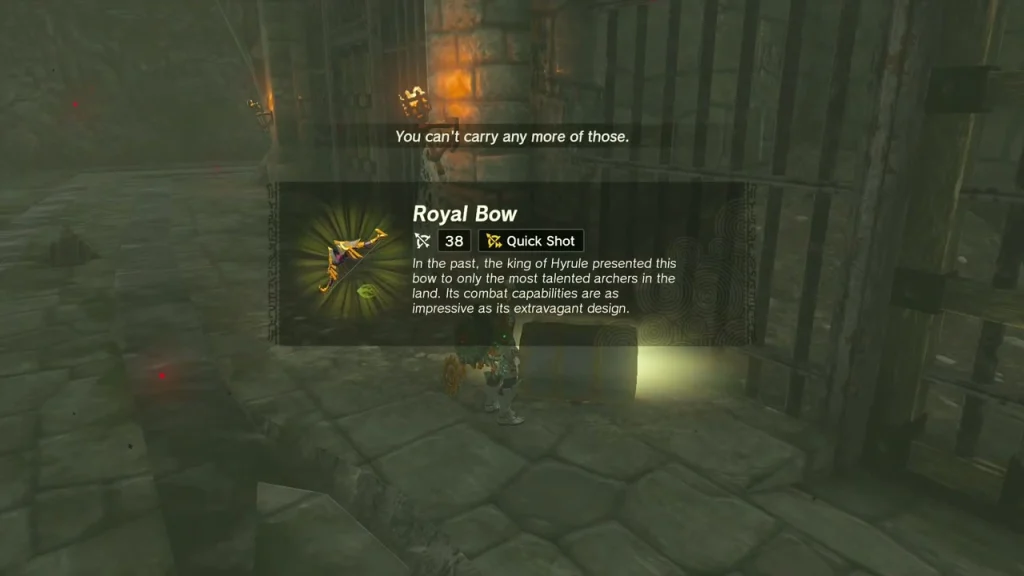 You can't carry any more of those.
Royal Bow
38 Quick Shot
In the past, the king of Hyrule presented this
bow to only the most talented archers in the
land. Its combat capabilities are as
impressive as its extravagant design.